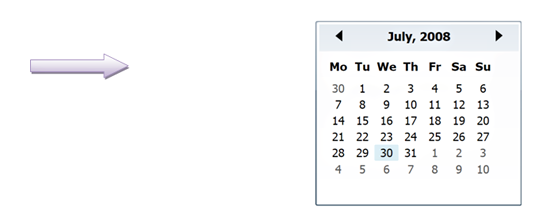 July, 2008
Mo Tu We Th Fr Sa Su
30 1 2 3 4 5 6
7 8 9 10 11 12 13
14 15 16 17 18 19 20
21 22 23 24 25 26 27
28 29 30 31 1 2 3
4 5 6 7 8 9 10